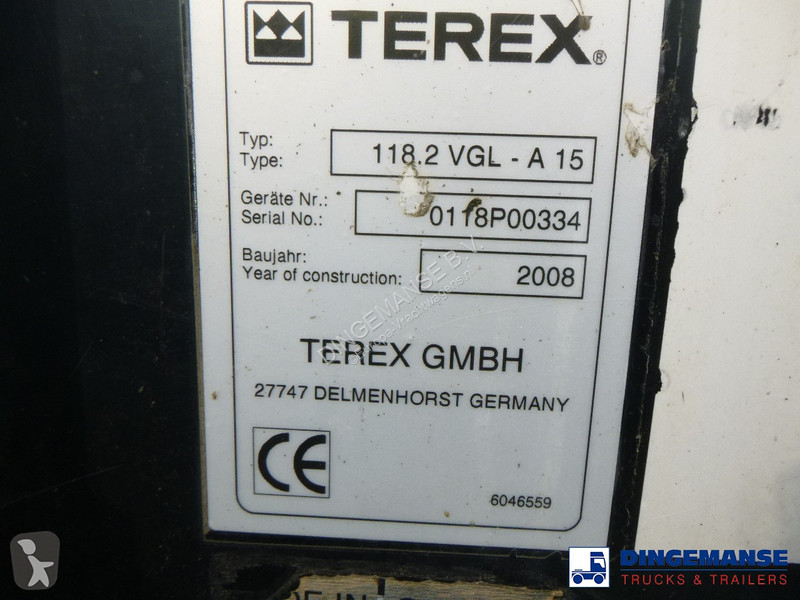 TEREX®
Typ:
Type: 118.2 VGL - A 15
Geräte Nr.:
Serial No.: 0118P00334
Baujahr:
Year of construction: 2008
DINGEMANSE B.V.
TEREX GMBH
27747 DELMENHORST GERMANY
CE
6046559
DINGEMANSE
TRUCKS & TRAILERS